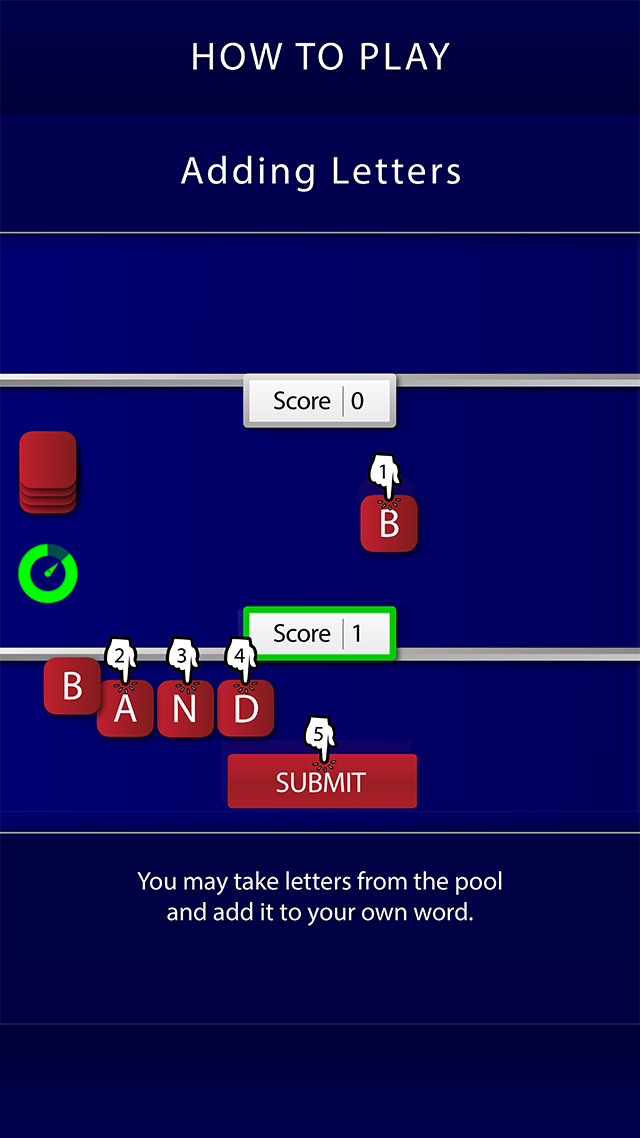 HOW TO PLAY
Adding Letters
Score 0
1
B
Score 1
2 3 4
B A N D
5
SUBMIT
You may take letters from the pool
and add it to your own word.